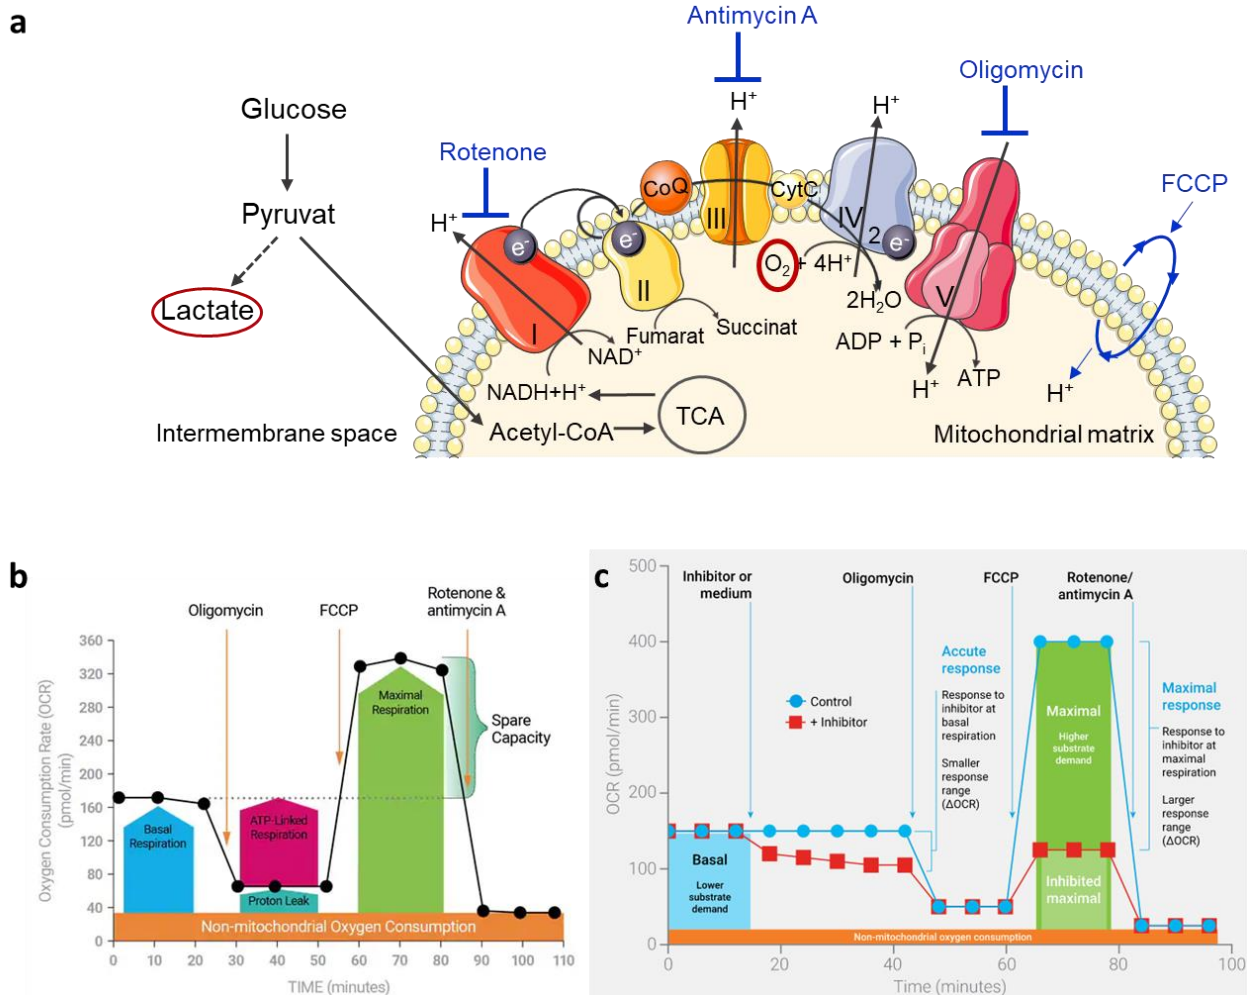 a
Antimycin A
Oligomycin
Glucose
H⁺
H⁺
Rotenone
FCCP
Pyruvat
H⁺
CoQ
CytC
e⁻
e⁻
III
IV
2
e⁻
O₂ + 4H⁺
Lactate
I
II
2H₂O
V
Fumarat
Succinat
ADP + Pᵢ
NAD⁺
H⁺
ATP
H⁺
NADH+H⁺
TCA
Intermembrane space
Acetyl-CoA
Mitochondrial matrix
b
Oligomycin
FCCP
Rotenone &
antimycin A
Oxygen Consumption Rate (OCR)
(pmol/min)
360
320
280
240
200
160
120
80
40
0
Maximal
Respiration
Spare
Capacity
Basal
Respiration
ATP-Linked
Respiration
Proton Leak
Non-mitochondrial Oxygen Consumption
0 10 20 30 40 50 60 70 80 90 100 110
TIME (minutes)
c
Inhibitor or
medium
Oligomycin
FCCP
Rotenone/
antimycin A
OCR (pmol/min)
500
400
300
200
100
0
Control
+ Inhibitor
Accute
response
Response to
inhibitor at
basal
respiration
Smaller
response
range
(ΔOCR)
Maximal
Higher
substrate
demand
Maximal
response
Response to
inhibitor at
maximal
respiration
Larger
response
range
(ΔOCR)
Basal
Lower
substrate
demand
Inhibited
maximal
Non-mitochondrial oxygen consumption
0 20 40 60 80 100
Time (minutes)